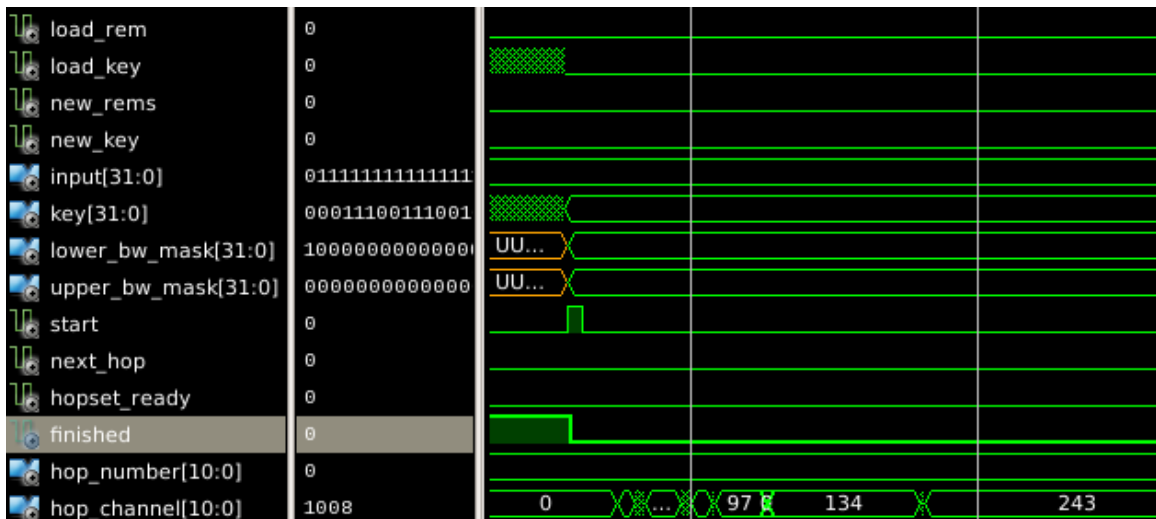 load_rem 0
load_key 0
new_rems 0
new_key 0
input[31:0] 0111111111111111
key[31:0] 00011100111001
lower_bw_mask[31:0] 1000000000000000 UU...
upper_bw_mask[31:0] 0000000000000 UU...
start 0
next_hop 0
hopset_ready 0
finished 0
hop_number[10:0] 0
hop_channel[10:0] 1008 0 ... 97 134 243